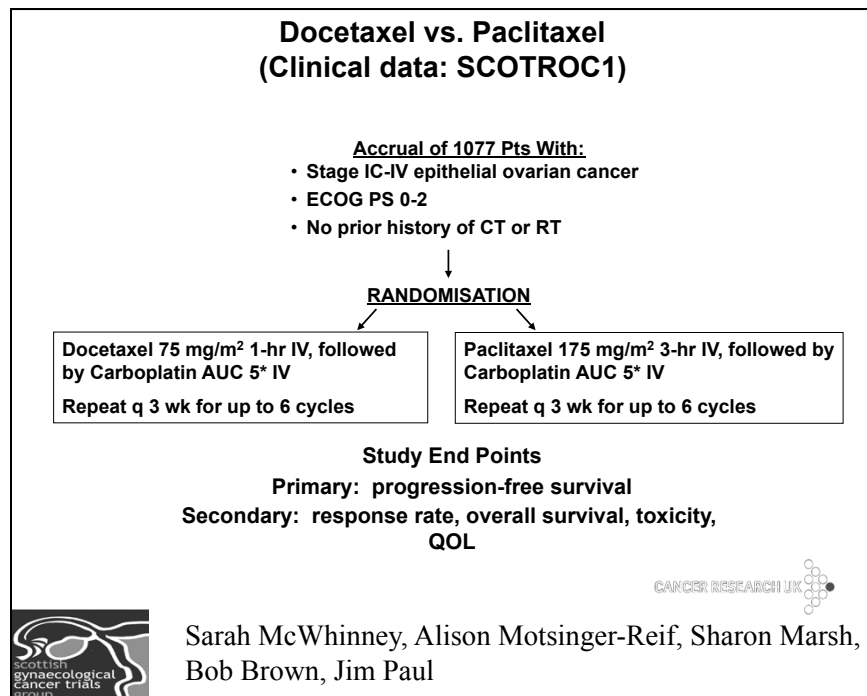 Docetaxel vs. Paclitaxel
(Clinical data: SCOTROC1)
Accrual of 1077 Pts With:
• Stage IC-IV epithelial ovarian cancer
• ECOG PS 0-2
• No prior history of CT or RT
RANDOMISATION
Docetaxel 75 mg/m² 1-hr IV, followed
by Carboplatin AUC 5* IV
Repeat q 3 wk for up to 6 cycles
Paclitaxel 175 mg/m² 3-hr IV, followed by
Carboplatin AUC 5* IV
Repeat q 3 wk for up to 6 cycles
Study End Points
Primary: progression-free survival
Secondary: response rate, overall survival, toxicity,
QOL
CANCER RESEARCH UK
scottish
gynaecological
cancer trials
group
Sarah McWhinney, Alison Motsinger-Reif, Sharon Marsh,
Bob Brown, Jim Paul